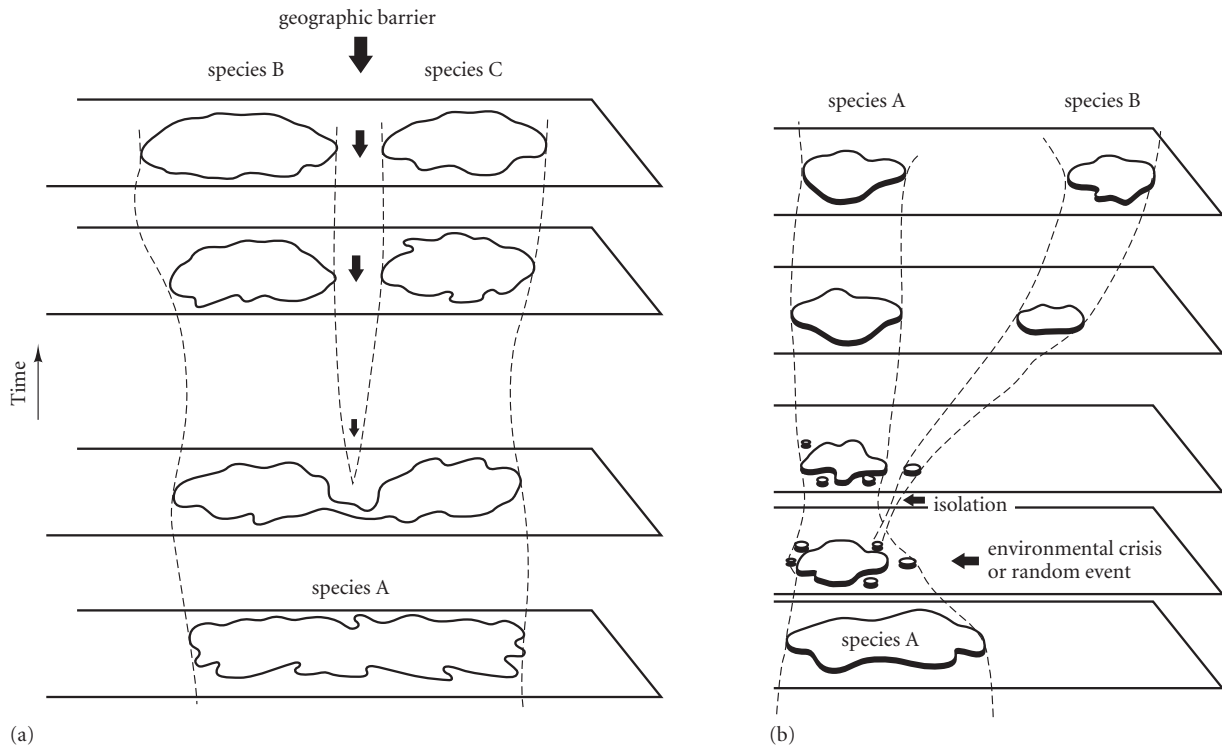 geographic barrier
species B
species C
Time
species A
(a)
species A
species B
isolation
environmental crisis
or random event
species A
(b)